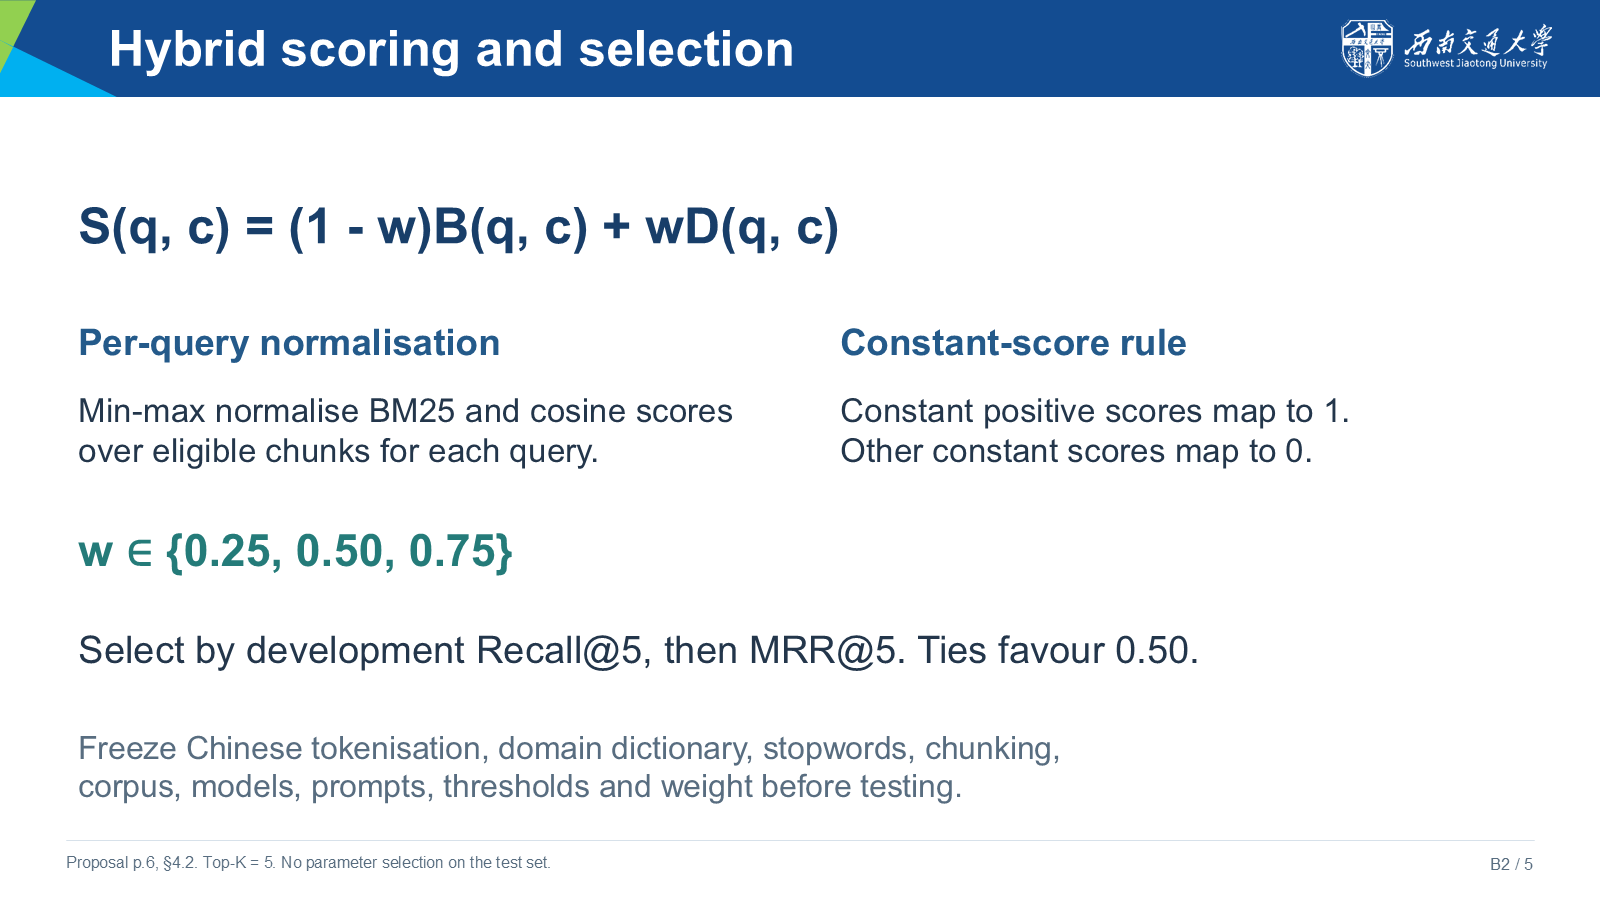 Hybrid scoring and selection
西南交通大學
Southwest Jiaotong University
S(q, c) = (1 - w)B(q, c) + wD(q, c)
Per-query normalisation
Min-max normalise BM25 and cosine scores
over eligible chunks for each query.
Constant-score rule
Constant positive scores map to 1.
Other constant scores map to 0.
w ∈ {0.25, 0.50, 0.75}
Select by development Recall@5, then MRR@5. Ties favour 0.50.
Freeze Chinese tokenisation, domain dictionary, stopwords, chunking,
corpus, models, prompts, thresholds and weight before testing.
Proposal p.6, §4.2. Top-K = 5. No parameter selection on the test set.
B2 / 5